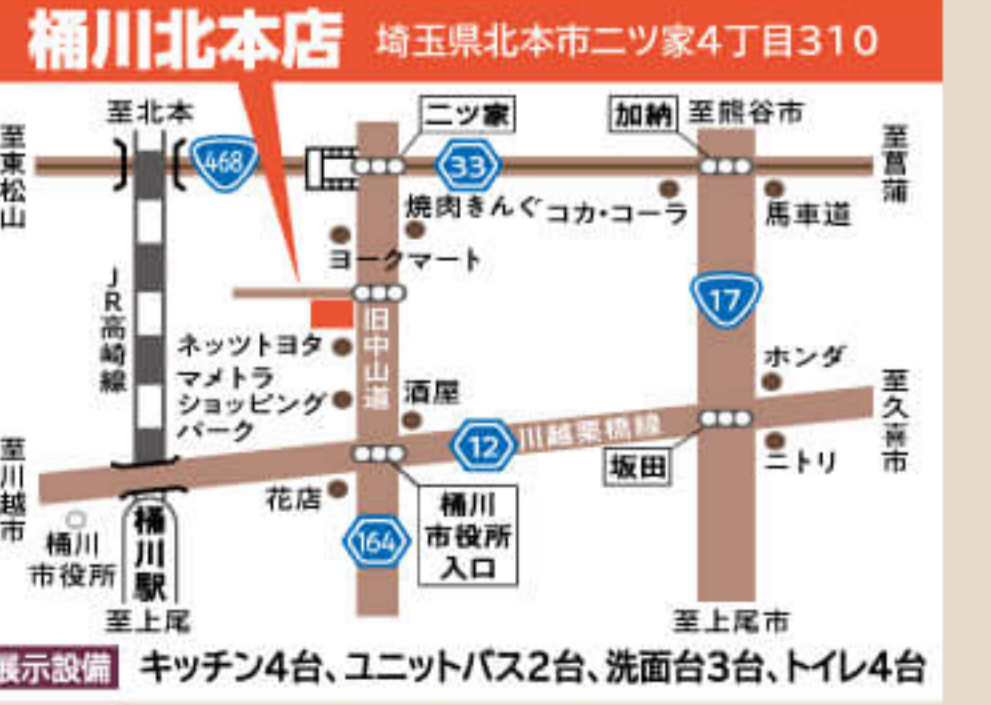 桶川北本店 埼玉県北本市二ツ家4丁目310
至北本
二ツ家
加納
至熊谷市
至東松山
468
33
至菖蒲
焼肉きんぐ
コカ・コーラ
馬車道
ヨークマート
JR高崎線
17
旧中山道
ネッツトヨタ
マメトラ
ショッピング
パーク
酒屋
ホンダ
至久喜市
12
川越栗橋線
坂田
ニトリ
至川越市
花店
桶川
市役所
入口
164
桶川
市役所
桶川駅
至上尾
至上尾市
展示設備 キッチン4台、ユニットバス2台、洗面台3台、トイレ4台